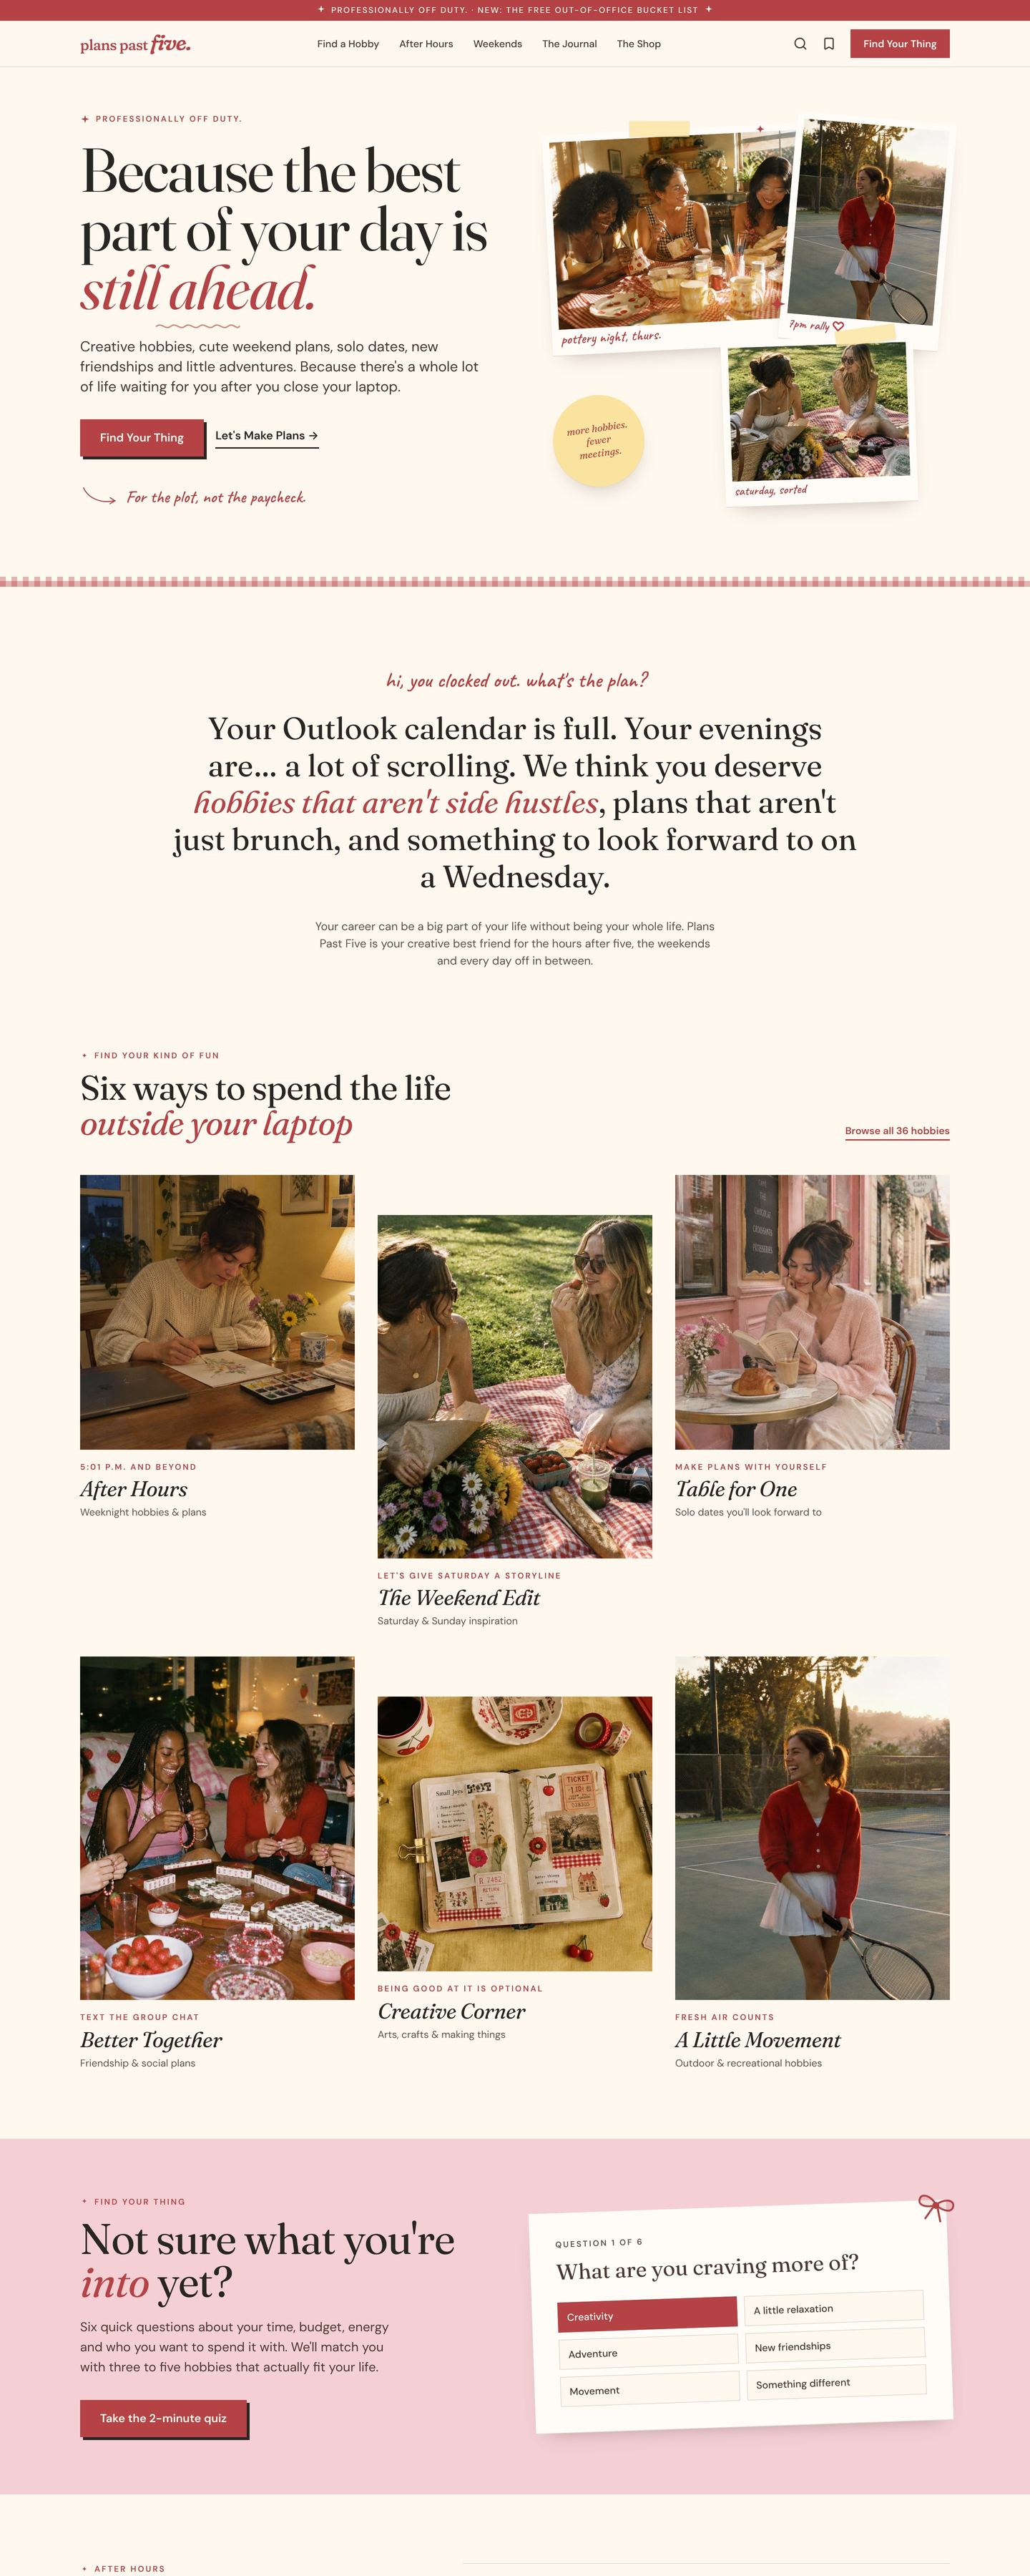 PROFESSIONALLY OFF DUTY. · NEW: THE FREE OUT-OF-OFFICE BUCKET LIST
plans past five.
Find a Hobby
After Hours
Weekends
The Journal
The Shop
Find Your Thing
PROFESSIONALLY OFF DUTY.
Because the best
part of your day is
still ahead.
Creative hobbies, cute weekend plans, solo dates, new
friendships and little adventures. Because there's a whole lot
of life waiting for you after you close your laptop.
Find Your Thing
Let's Make Plans →
For the plot, not the paycheck.
pottery night, thurs.
7pm rally
saturday, sorted
more hobbies.
fewer
meetings.
hi, you clocked out. what's the plan?
Your Outlook calendar is full. Your evenings
are... a lot of scrolling. We think you deserve
hobbies that aren't side hustles, plans that aren't
just brunch, and something to look forward to on
a Wednesday.
Your career can be a big part of your life without being your whole life. Plans
Past Five is your creative best friend for the hours after five, the weekends
and every day off in between.
FIND YOUR KIND OF FUN
Six ways to spend the life
outside your laptop
Browse all 36 hobbies
5:01 P.M. AND BEYOND
After Hours
Weeknight hobbies & plans
LET'S GIVE SATURDAY A STORYLINE
The Weekend Edit
Saturday & Sunday inspiration
MAKE PLANS WITH YOURSELF
Table for One
Solo dates you'll look forward to
Small Joys
TICKET
TEXT THE GROUP CHAT
Better Together
Friendship & social plans
BEING GOOD AT IT IS OPTIONAL
Creative Corner
Arts, crafts & making things
FRESH AIR COUNTS
A Little Movement
Outdoor & recreational hobbies
FIND YOUR THING
Not sure what you're
into yet?
Six quick questions about your time, budget, energy
and who you want to spend it with. We'll match you
with three to five hobbies that actually fit your life.
Take the 2-minute quiz
QUESTION 1 OF 6
What are you craving more of?
Creativity
A little relaxation
Adventure
New friendships
Movement
Something different
AFTER HOURS